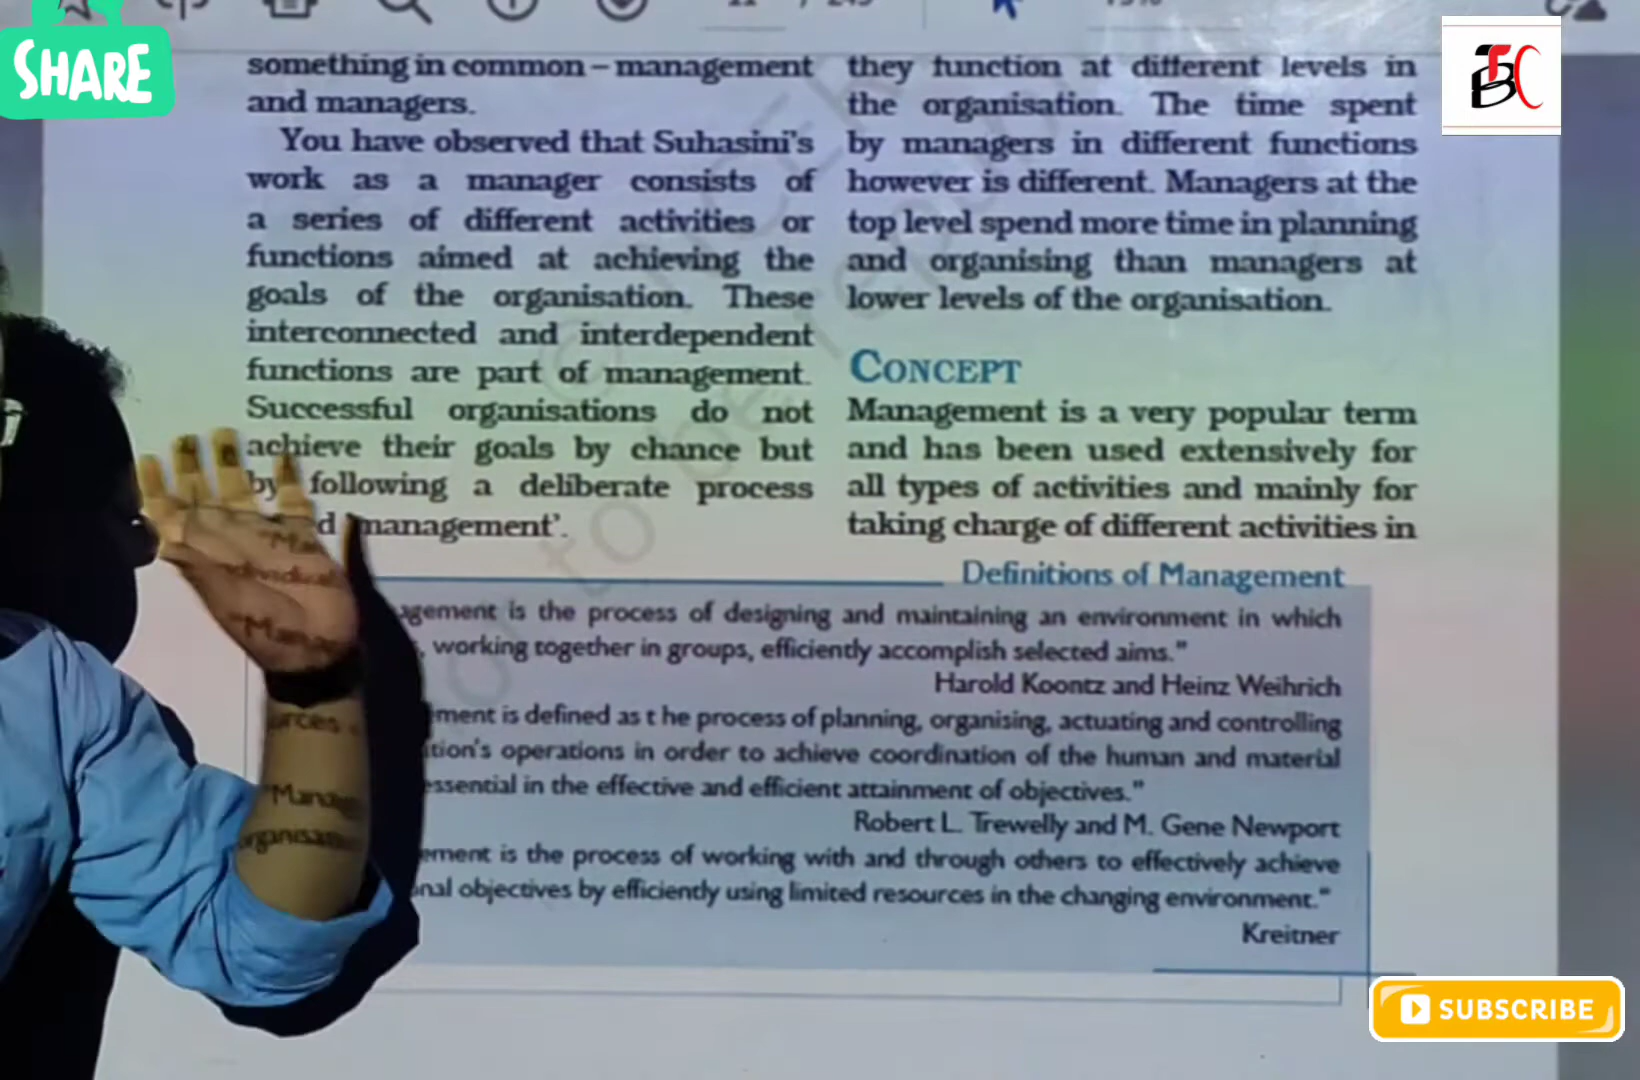 SHARE
something in common – management
and managers.
You have observed that Suhasini's
work as a manager consists of
a series of different activities or
functions aimed at achieving the
goals of the organisation. These
interconnected and interdependent
functions are part of management.
Successful organisations do not
achieve their goals by chance but
by following a deliberate process
management'.
they function at different levels in
the organisation. The time spent
by managers in different functions
however is different. Managers at the
top level spend more time in planning
and organising than managers at
lower levels of the organisation.
CONCEPT
Management is a very popular term
and has been used extensively for
all types of activities and mainly for
taking charge of different activities in
Definitions of Management
is the process of designing and maintaining an environment in which
working together in groups, efficiently accomplish selected aims."
Harold Koontz and Heinz Weihrich
is defined as t he process of planning, organising, actuating and controlling
operations in order to achieve coordination of the human and material
essential in the effective and efficient attainment of objectives."
Robert L. Trewelly and M. Gene Newport
is the process of working with and through others to effectively achieve
objectives by efficiently using limited resources in the changing environment."
Kreitner
TBC
SUBSCRIBE